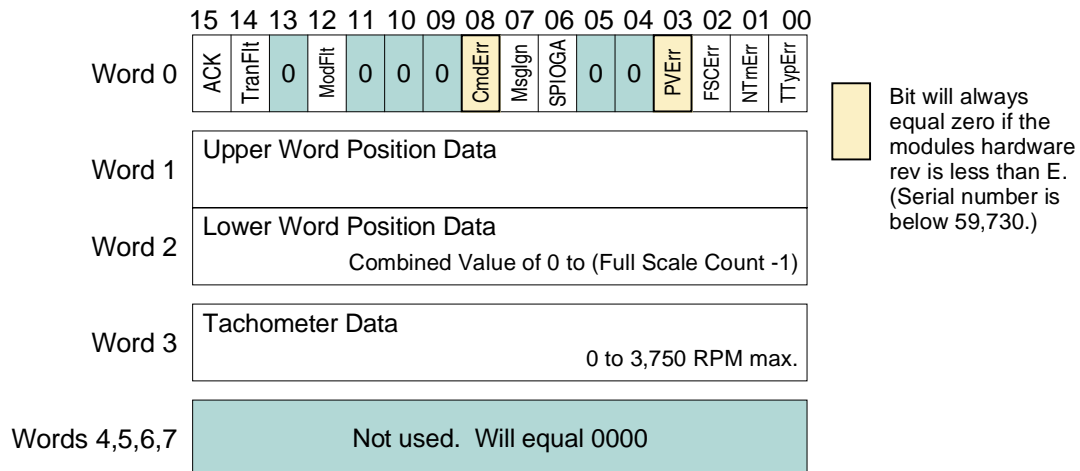 15 14 13 12 11 10 09 08 07 06 05 04 03 02 01 00
Word 0
ACK TranFlt 0 ModFlt 0 0 0 CmdErr MsgIgn SPIOGA 0 0 PVErr FSCErr NTrnErr TTypErr
Bit will always
equal zero if the
modules hardware
rev is less than E.
(Serial number is
below 59,730.)
Word 1
Upper Word Position Data
Word 2
Lower Word Position Data
Combined Value of 0 to (Full Scale Count -1)
Word 3
Tachometer Data
0 to 3,750 RPM max.
Words 4,5,6,7
Not used. Will equal 0000